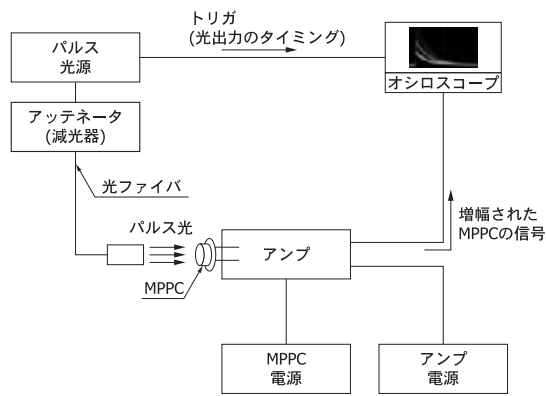 トリガ
(光出力のタイミング)
パルス
光源
オシロスコープ
アッテネータ
(減光器)
光ファイバ
パルス光
アンプ
増幅された
MPPCの信号
MPPC
MPPC
電源
アンプ
電源